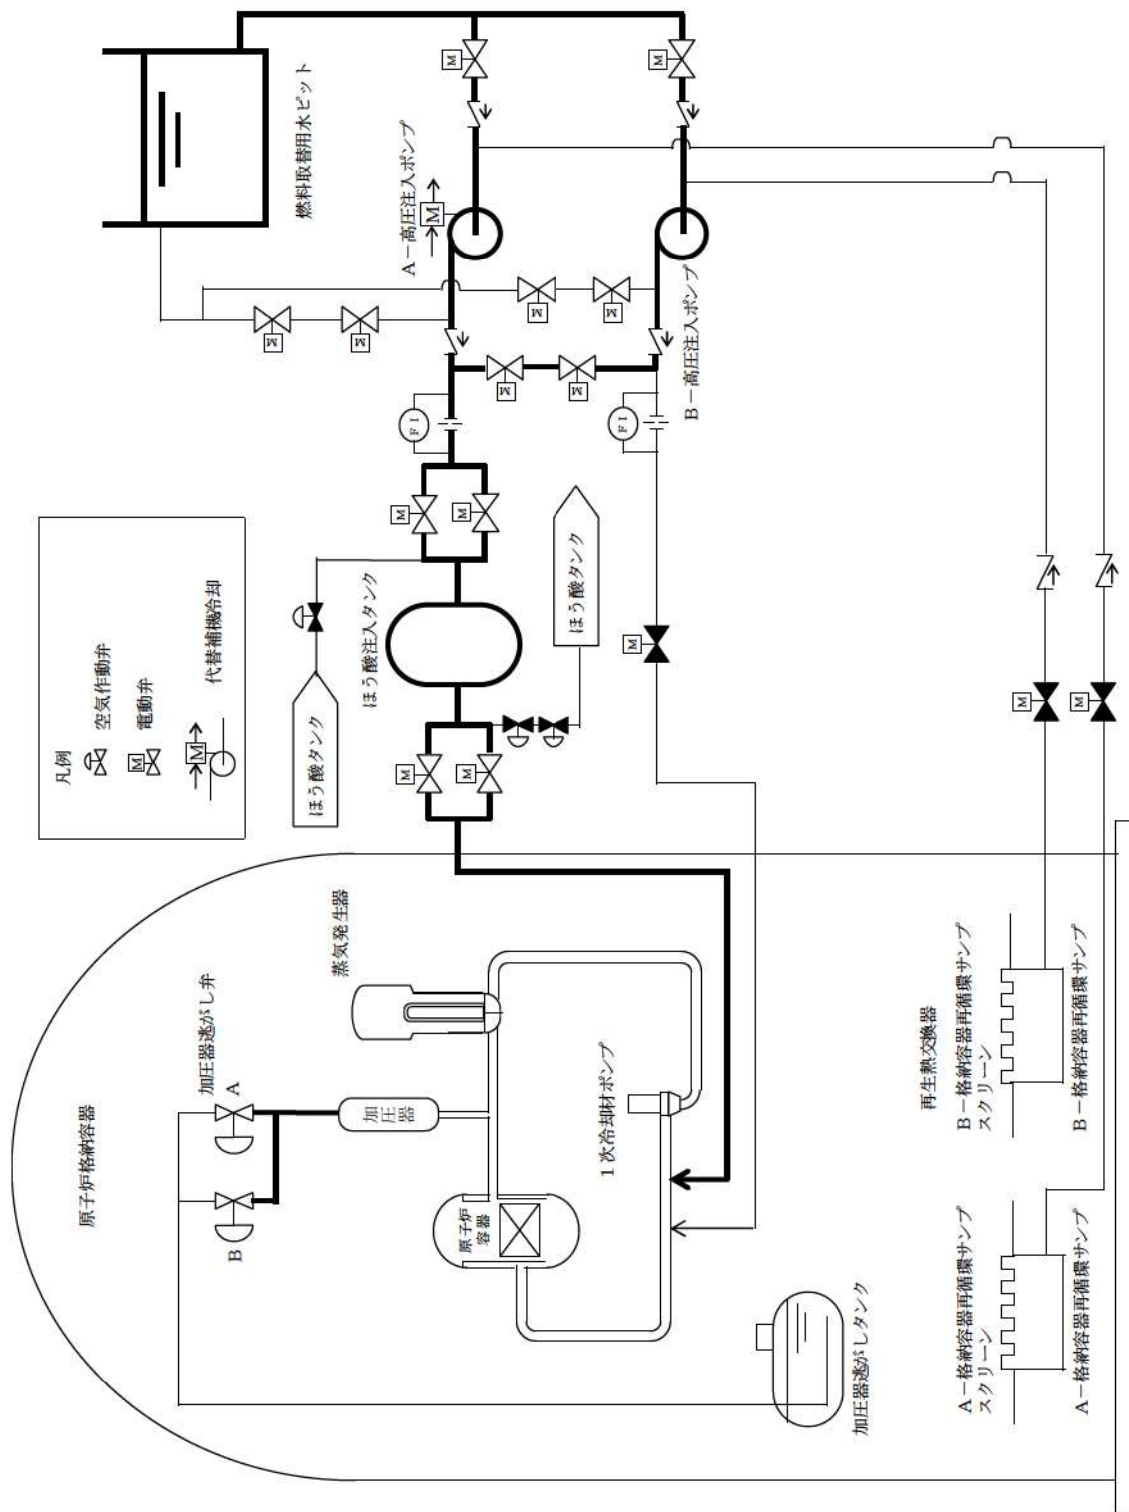 原子炉格納容器
加圧器逃がし弁
A
B
加圧器
蒸気発生器
原子炉
容器
1次冷却材ポンプ
加圧器逃がしタンク
A-格納容器再循環サンプ
スクリーン
A-格納容器再循環サンプ
再生熱交換器
B-格納容器再循環サンプ
スクリーン
B-格納容器再循環サンプ
凡例
空気作動弁
M
電動弁
M
代替補機冷却
ほう酸タンク
ほう酸注入タンク
ほう酸タンク
M
M
M
M
M
M
M
FI
FI
M
M
M
M
M
M
A-高圧注入ポンプ
M
B-高圧注入ポンプ
燃料取替用水ピット
M
M